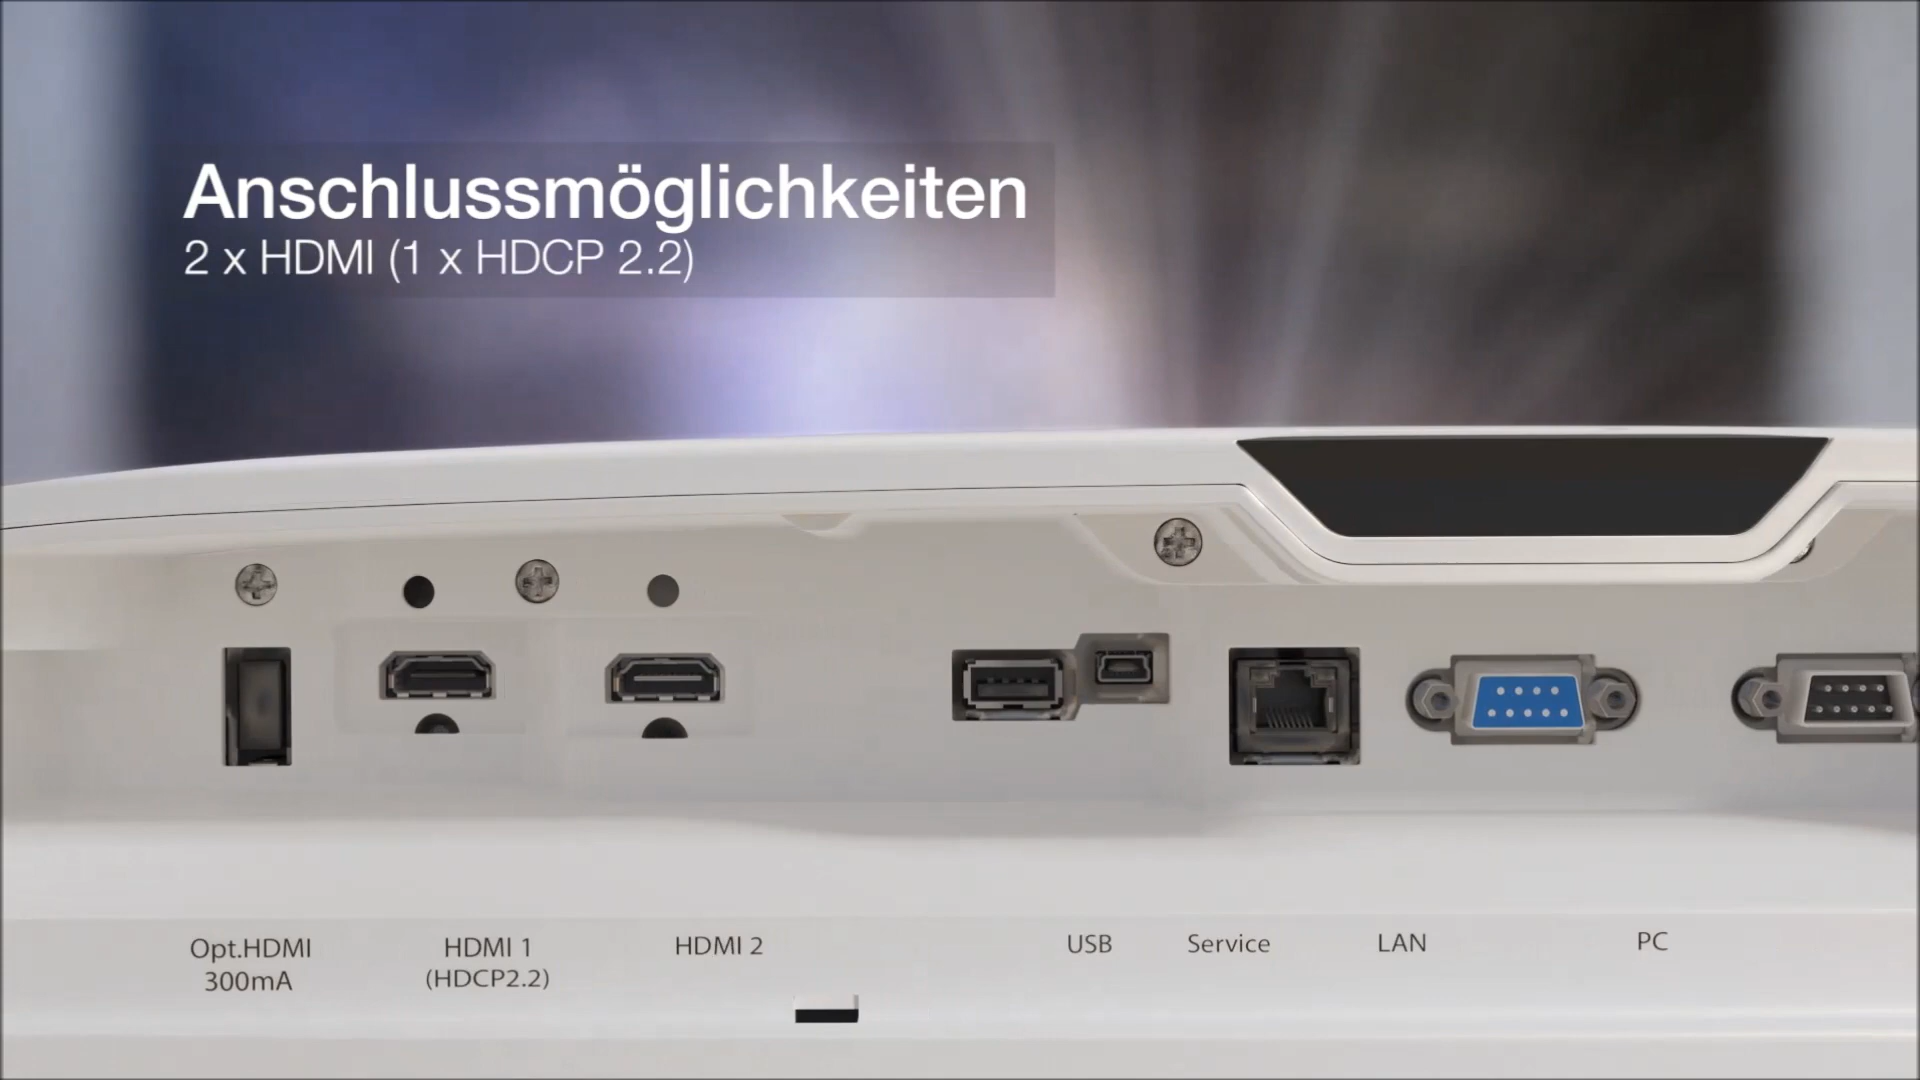 Anschlussmöglichkeiten
2 x HDMI (1 x HDCP 2.2)
Opt.HDMI
300mA
HDMI 1
(HDCP2.2)
HDMI 2
USB
Service
LAN
PC